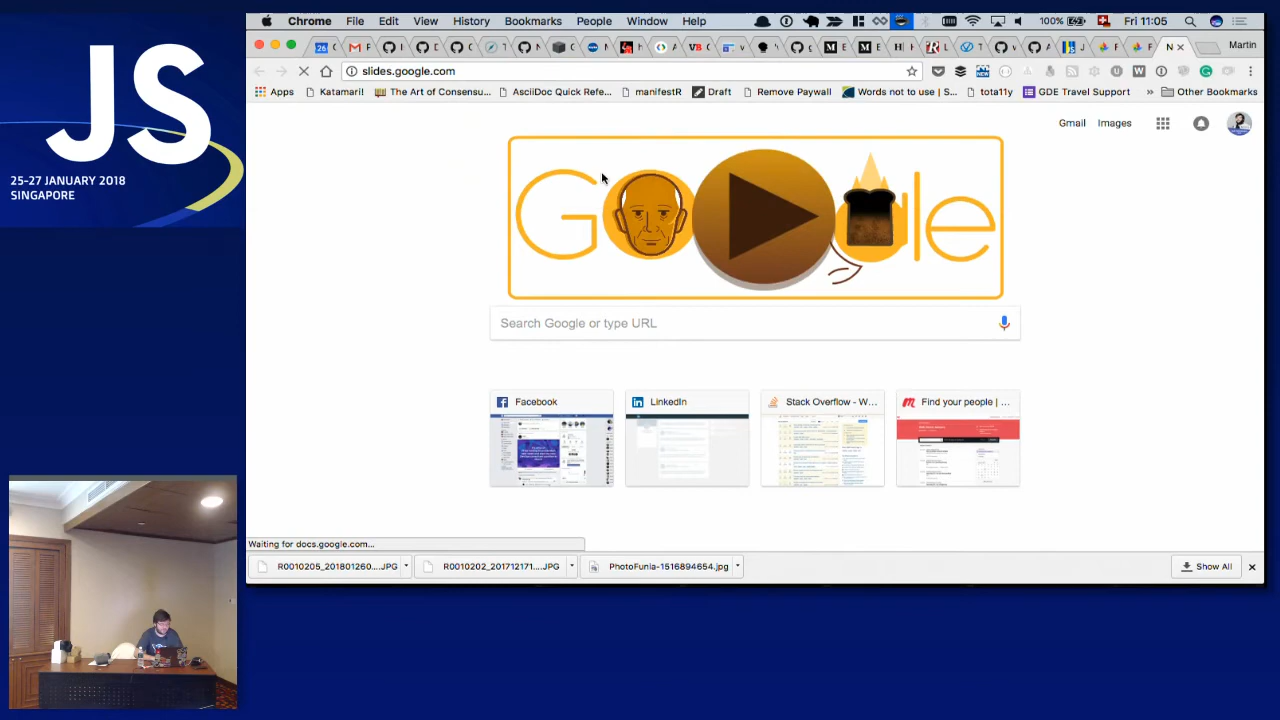 JS
25-27 JANUARY 2018
SINGAPORE
Chrome File Edit View History Bookmarks People Window Help
100% Fri 11:05
Martin
slides.google.com
Apps Katamari! The Art of Consensu... AsciiDoc Quick Refe... manifestR Draft Remove Paywall Words not to use | S... tota11y GDE Travel Support » Other Bookmarks
Gmail Images
G le
Search Google or type URL
Facebook LinkedIn Stack Overflow - W... Find your people | ...
Waiting for docs.google.com...
R0010205_201801260....JPG R0010202_201712171....JPG PhotoFunia-1516894654.jpg Show All